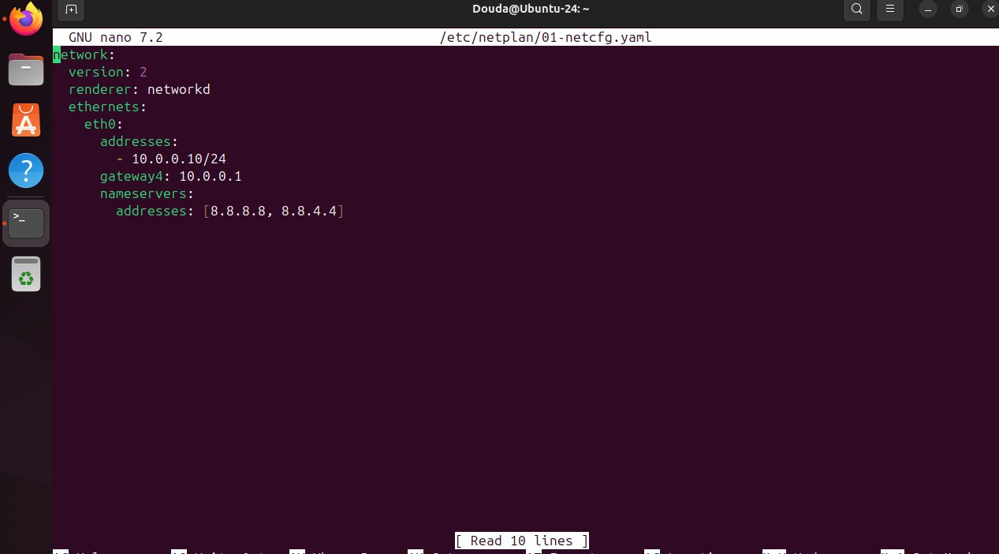 Douda@Ubuntu-24: ~
GNU nano 7.2 /etc/netplan/01-netcfg.yaml
network:
version: 2
renderer: networkd
ethernets:
eth0:
addresses:
- 10.0.0.10/24
gateway4: 10.0.0.1
nameservers:
addresses: [8.8.8.8, 8.8.4.4]
[ Read 10 lines ]